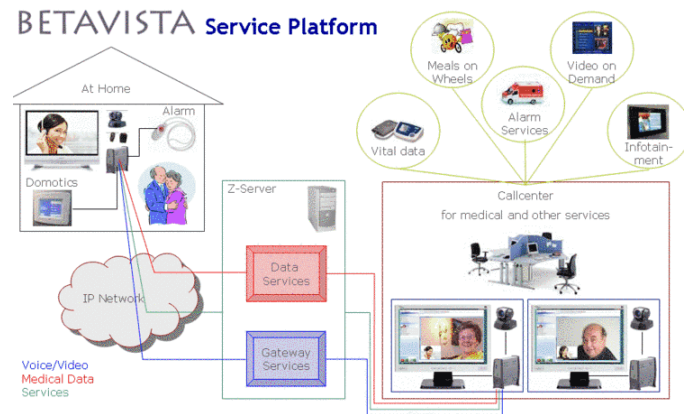 BETAVISTA Service Platform
At Home
Alarm
Domotics
Meals on
Wheels
Video on
Demand
Alarm
Services
Vital data
Infotain-
ment
Z-Server
Callcenter
for medical and other services
Data
Services
IP Network
Gateway
Services
Voice/Video
Medical Data
Services